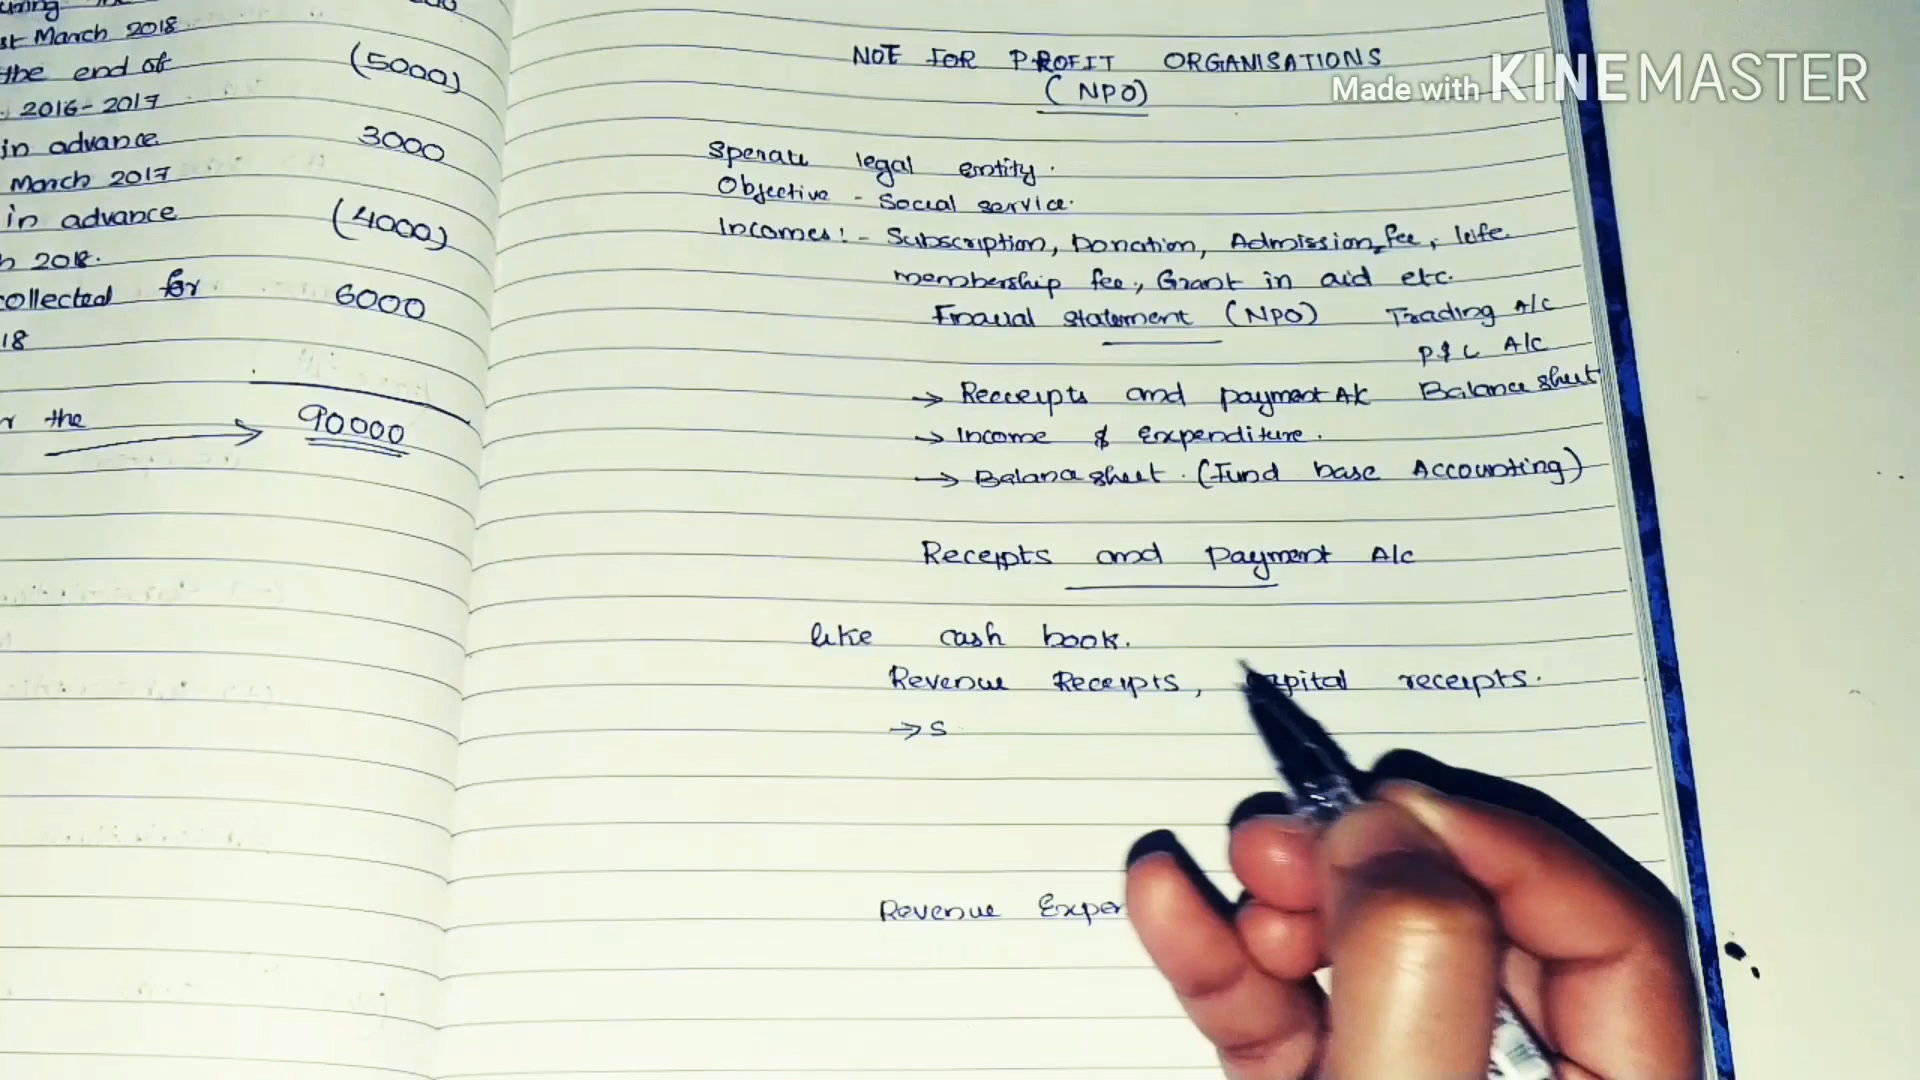 st March 2018
the end of (5000)
2016-2017
in advance 3000
March 2017
in advance (4000)
2018.
collected for 6000
18
the 90000
NOT FOR PROFIT ORGANISATIONS
(NPO)
Made with KINEMASTER
Sperate legal entity.
Objective - Social service.
Incomes:- Subscription, Donation, Admission fee, life
membership fee, Grant in aid etc.
Finacial statement (NPO) Trading A/c
P & L A/c
→ Receipts and payment A/c Balance sheet
→ Income & Expenditure.
→ Balance sheet. (Fund base Accounting)
Receipts and payment A/c
like cash book.
Revenue Receipts, capital receipts.
→ S
Revenue Exper